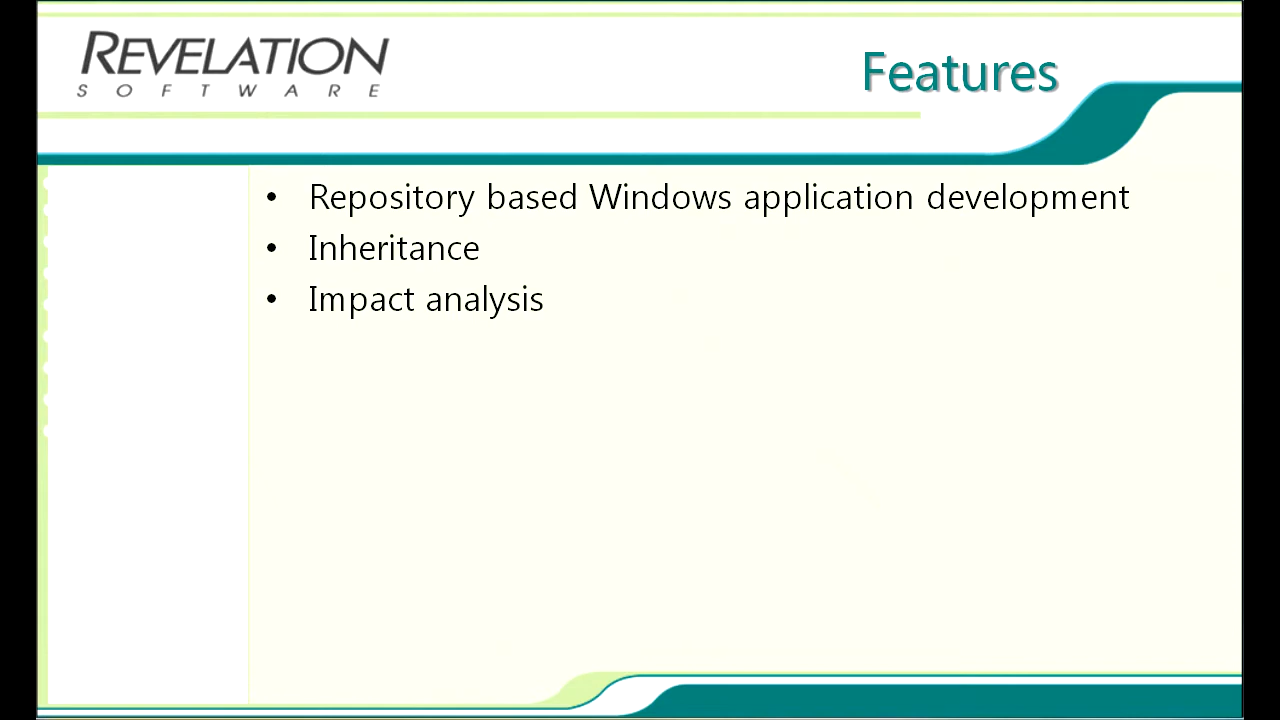 REVELATION
SOFTWARE
Features
• Repository based Windows application development
• Inheritance
• Impact analysis